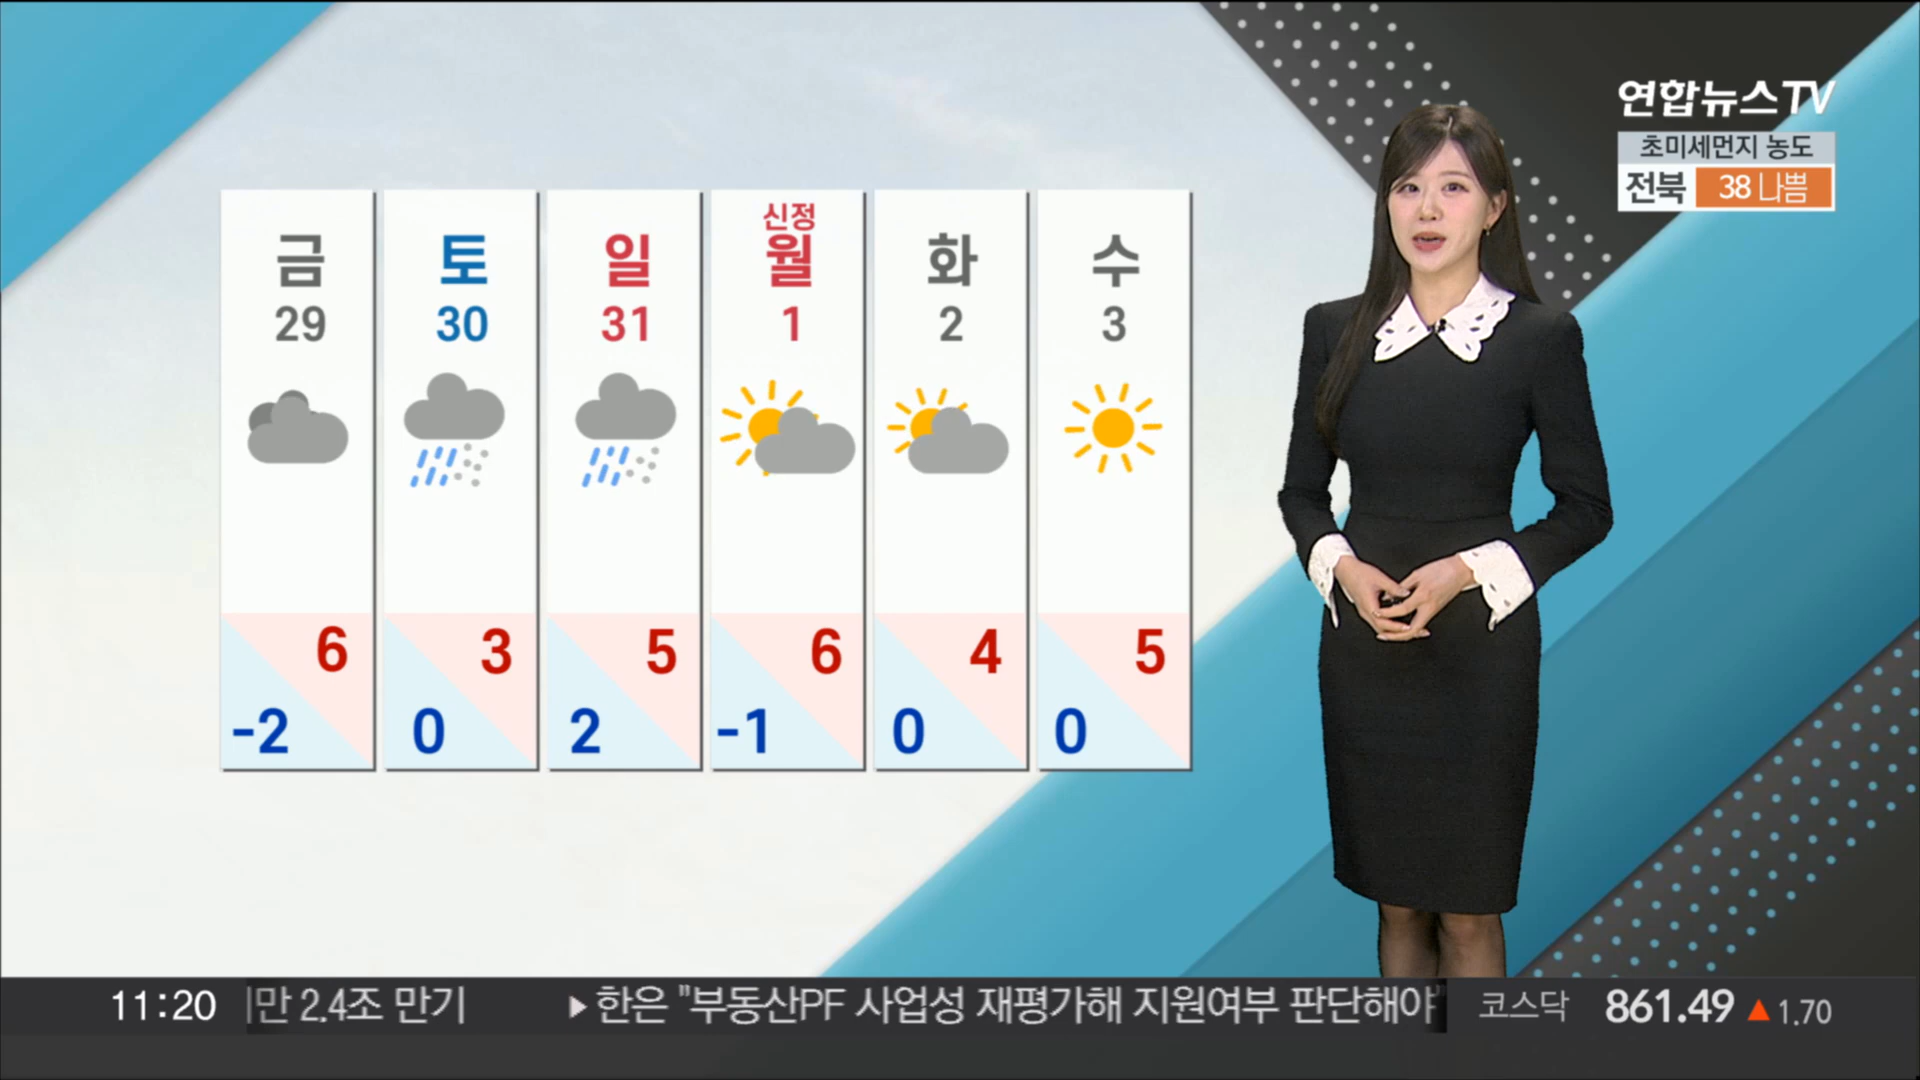 연합뉴스TV
초미세먼지 농도
전북 38 나쁨
신정
금 토 일 월 화 수
29 30 31 1 2 3
6 3 5 6 4 5
-2 0 2 -1 0 0
11:20 만 2.4조 만기 ▶한은 "부동산PF 사업성 재평가해 지원여부 판단해야" 코스닥 861.49 ▲1.70